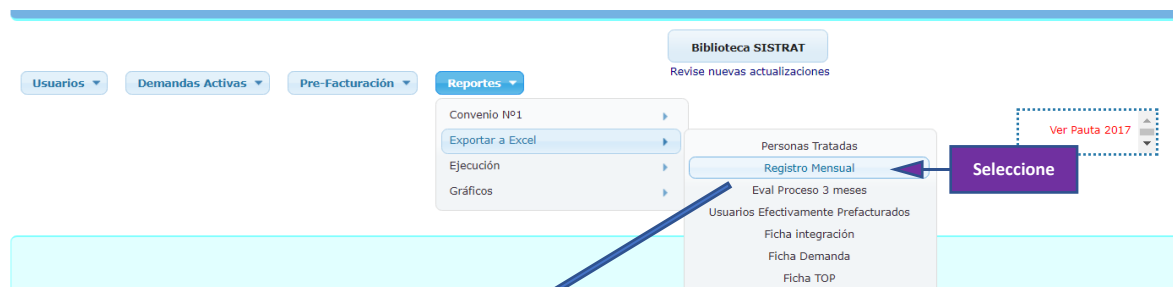 Biblioteca SISTRAT
Revise nuevas actualizaciones
Usuarios
Demandas Activas
Pre-Facturación
Reportes
Convenio Nº1
Exportar a Excel
Ejecución
Gráficos
Personas Tratadas
Registro Mensual
Eval Proceso 3 meses
Usuarios Efectivamente Prefacturados
Ficha integración
Ficha Demanda
Ficha TOP
Ver Pauta 2017
Seleccione